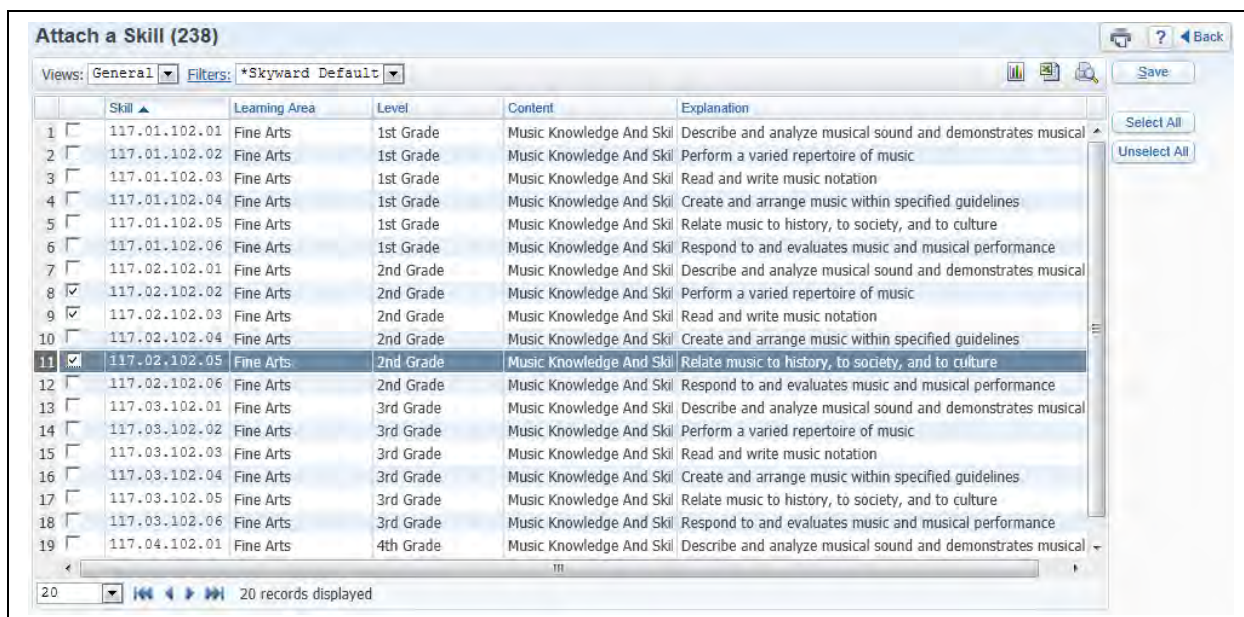 Attach a Skill (238)
? Back
Views: General Filters: *Skyward Default
Save
Select All
Unselect All
Skill Learning Area Level Content Explanation
1 117.01.102.01 Fine Arts 1st Grade Music Knowledge And Skil Describe and analyze musical sound and demonstrates musical
2 117.01.102.02 Fine Arts 1st Grade Music Knowledge And Skil Perform a varied repertoire of music
3 117.01.102.03 Fine Arts 1st Grade Music Knowledge And Skil Read and write music notation
4 117.01.102.04 Fine Arts 1st Grade Music Knowledge And Skil Create and arrange music within specified guidelines
5 117.01.102.05 Fine Arts 1st Grade Music Knowledge And Skil Relate music to history, to society, and to culture
6 117.01.102.06 Fine Arts 1st Grade Music Knowledge And Skil Respond to and evaluates music and musical performance
7 117.02.102.01 Fine Arts 2nd Grade Music Knowledge And Skil Describe and analyze musical sound and demonstrates musical
8 117.02.102.02 Fine Arts 2nd Grade Music Knowledge And Skil Perform a varied repertoire of music
9 117.02.102.03 Fine Arts 2nd Grade Music Knowledge And Skil Read and write music notation
10 117.02.102.04 Fine Arts 2nd Grade Music Knowledge And Skil Create and arrange music within specified guidelines
11 117.02.102.05 Fine Arts 2nd Grade Music Knowledge And Skil Relate music to history, to society, and to culture
12 117.02.102.06 Fine Arts 2nd Grade Music Knowledge And Skil Respond to and evaluates music and musical performance
13 117.03.102.01 Fine Arts 3rd Grade Music Knowledge And Skil Describe and analyze musical sound and demonstrates musical
14 117.03.102.02 Fine Arts 3rd Grade Music Knowledge And Skil Perform a varied repertoire of music
15 117.03.102.03 Fine Arts 3rd Grade Music Knowledge And Skil Read and write music notation
16 117.03.102.04 Fine Arts 3rd Grade Music Knowledge And Skil Create and arrange music within specified guidelines
17 117.03.102.05 Fine Arts 3rd Grade Music Knowledge And Skil Relate music to history, to society, and to culture
18 117.03.102.06 Fine Arts 3rd Grade Music Knowledge And Skil Respond to and evaluates music and musical performance
19 117.04.102.01 Fine Arts 4th Grade Music Knowledge And Skil Describe and analyze musical sound and demonstrates musical
20 20 records displayed